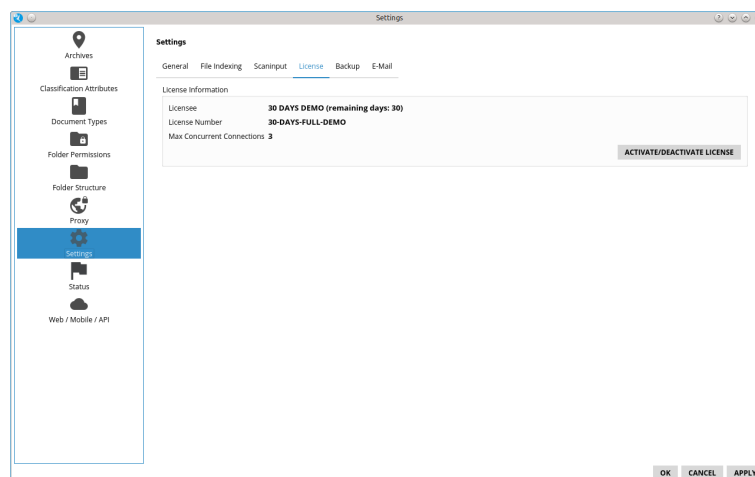 Settings
Archives
Classification Attributes
Document Types
Folder Permissions
Folder Structure
Proxy
Settings
Status
Web / Mobile / API
Settings
General File Indexing Scaninput License Backup E-Mail
License Information
Licensee 30 DAYS DEMO (remaining days: 30)
License Number 30-DAYS-FULL-DEMO
Max Concurrent Connections 3
ACTIVATE/DEACTIVATE LICENSE
OK CANCEL APPLY